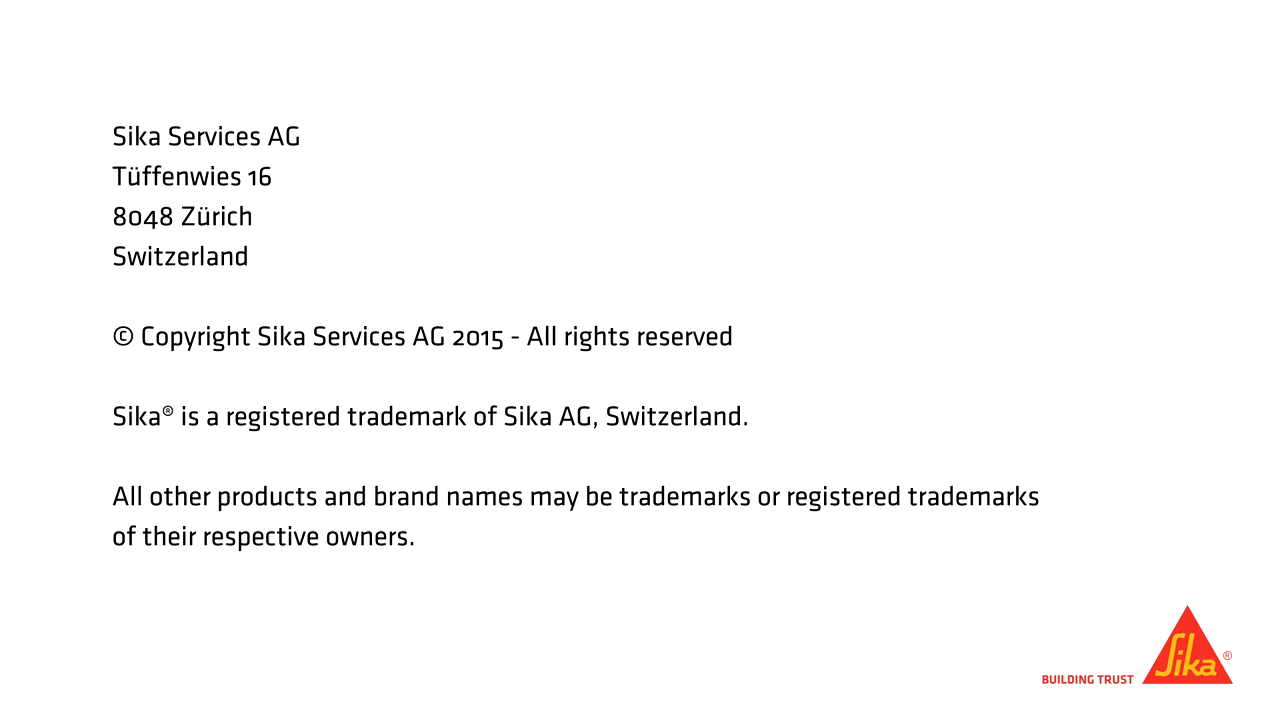 Sika Services AG
Tüffenwies 16
8048 Zürich
Switzerland
© Copyright Sika Services AG 2015 - All rights reserved
Sika® is a registered trademark of Sika AG, Switzerland.
All other products and brand names may be trademarks or registered trademarks
of their respective owners.
BUILDING TRUST
Sika®